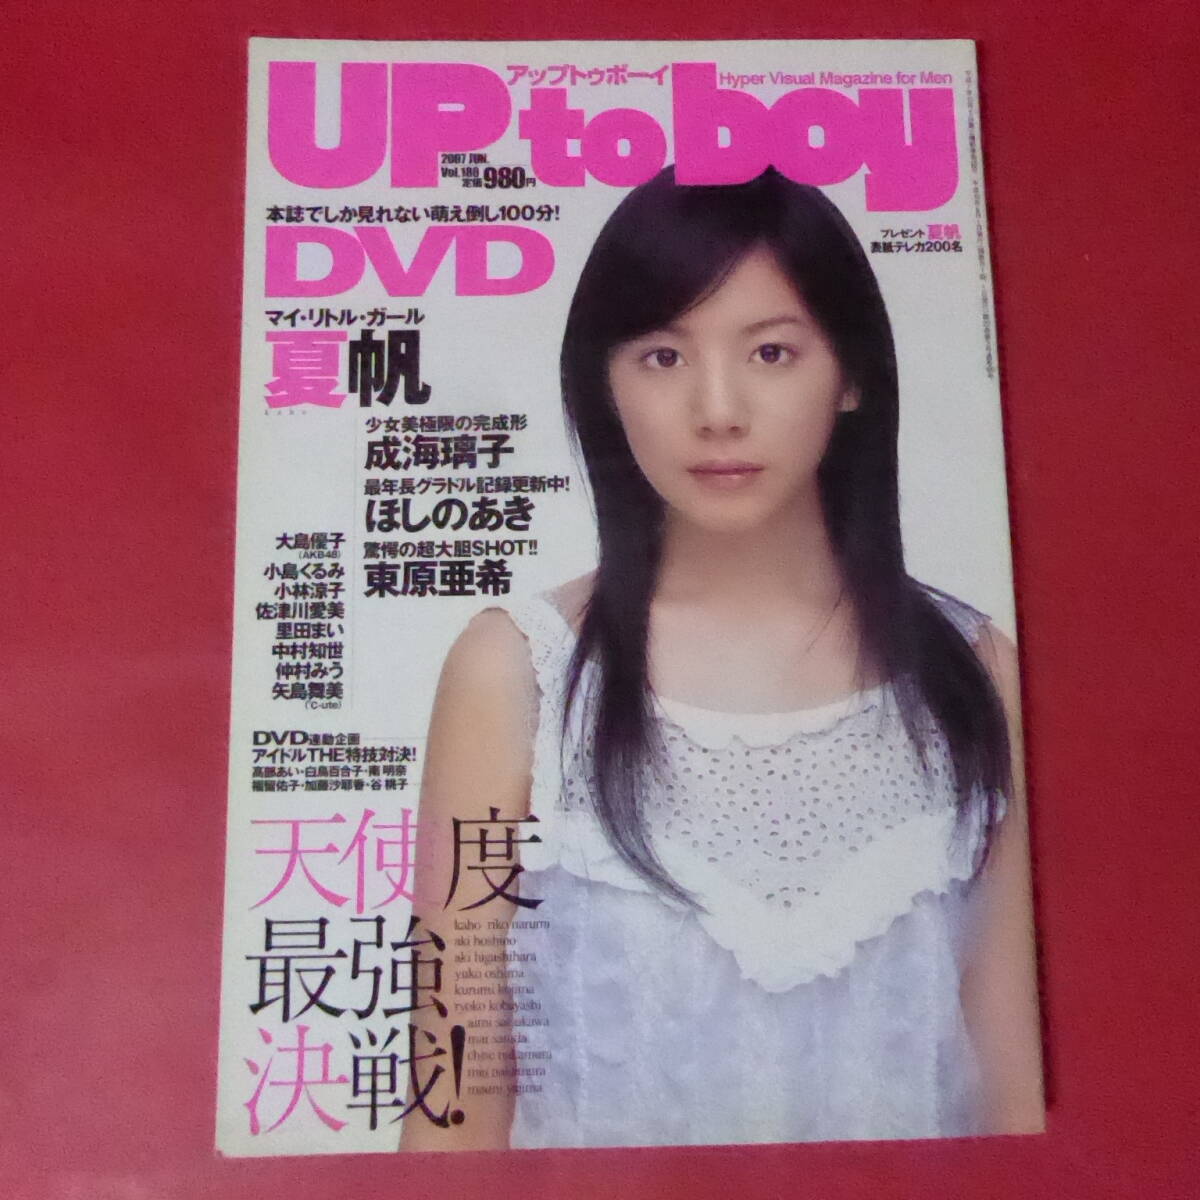 UP to boy
アップトゥボーイ
Hyper Visual Magazine for Men
2007 JUN.
Vol.180
定価980円
本誌でしか見れない萌え倒し100分!
DVD
プレゼント 夏帆
表紙テレカ200名
マイ・リトル・ガール
夏帆
少女美極限の完成形
成海璃子
最年長グラドル記録更新中!
ほしのあき
驚愕の超大胆SHOT!!
東原亜希
大島優子
(AKB48)
小島くるみ
小林涼子
佐津川愛美
里田まい
中村知世
仲村みう
矢島舞美
(℃-ute)
DVD連動企画
アイドルTHE特技対決!
高部あい・白鳥百合子・南 明奈
福留佑子・加藤沙耶香・谷 桃子
天使度
最強
決戦!
kaho riko narumi
aki hoshino
aki higashihara
yuko oshima
kurumi kojima
ryoko kobayashi
aimi satsukawa
mai satoda
chise nakamura
miu nakamura
maimi yajima